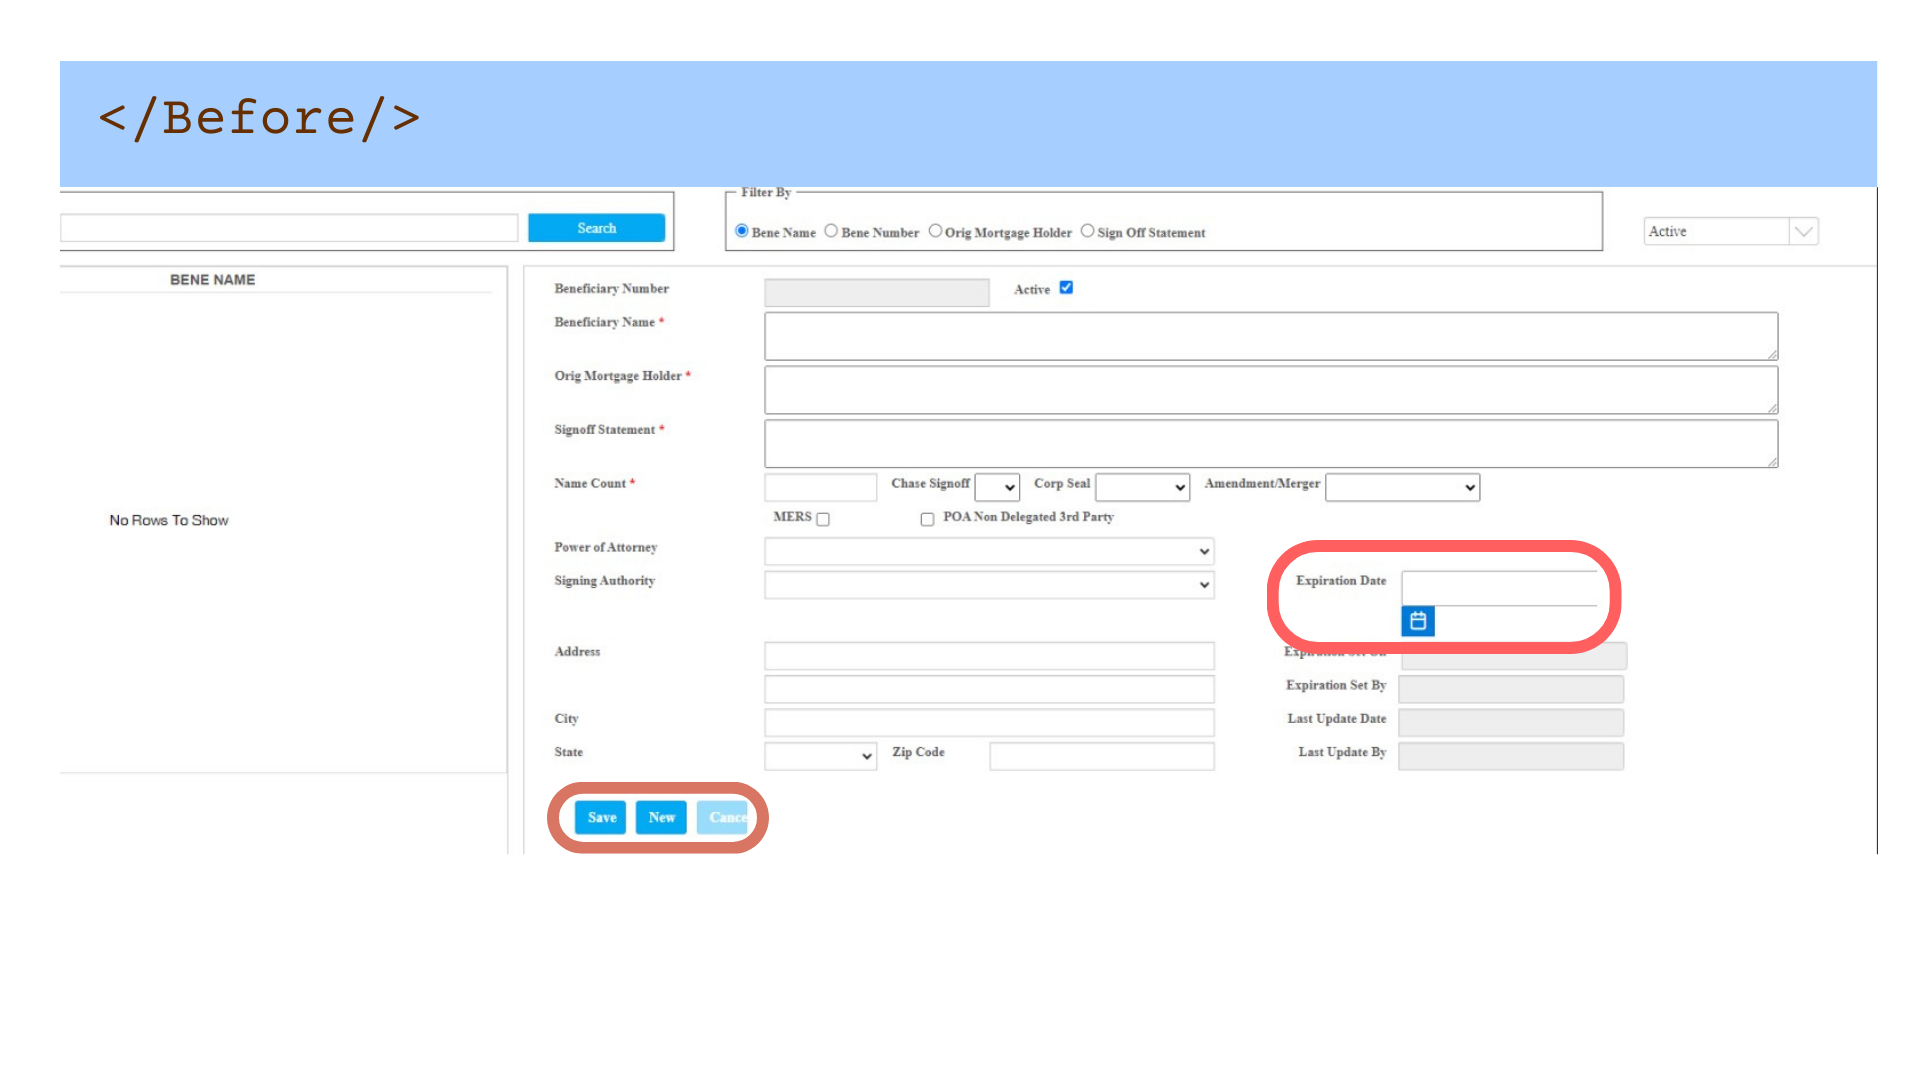 </Before/>
Filter By
Search
Bene Name Bene Number Orig Mortgage Holder Sign Off Statement
Active
BENE NAME
No Rows To Show
Beneficiary Number Active
Beneficiary Name *
Orig Mortgage Holder *
Signoff Statement *
Name Count * Chase Signoff Corp Seal Amendment/Merger
MERS POA Non Delegated 3rd Party
Power of Attorney
Signing Authority Expiration Date
Address
Expiration Set By
City Last Update Date
State Zip Code Last Update By
Save New Cance